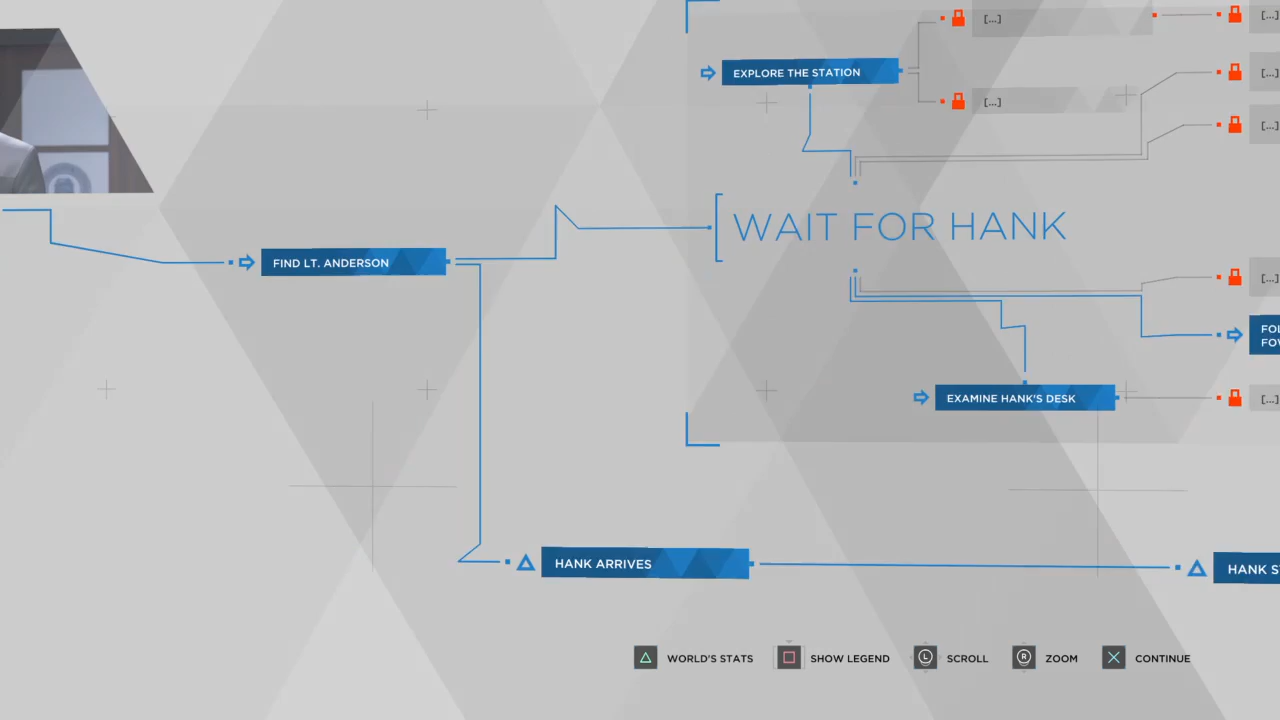 [...]
[...]
EXPLORE THE STATION
[...]
[...]
[...]
WAIT FOR HANK
FIND LT. ANDERSON
[...]
EXAMINE HANK'S DESK
[...]
HANK ARRIVES
HANK
WORLD'S STATS
SHOW LEGEND
L
SCROLL
R
ZOOM
CONTINUE